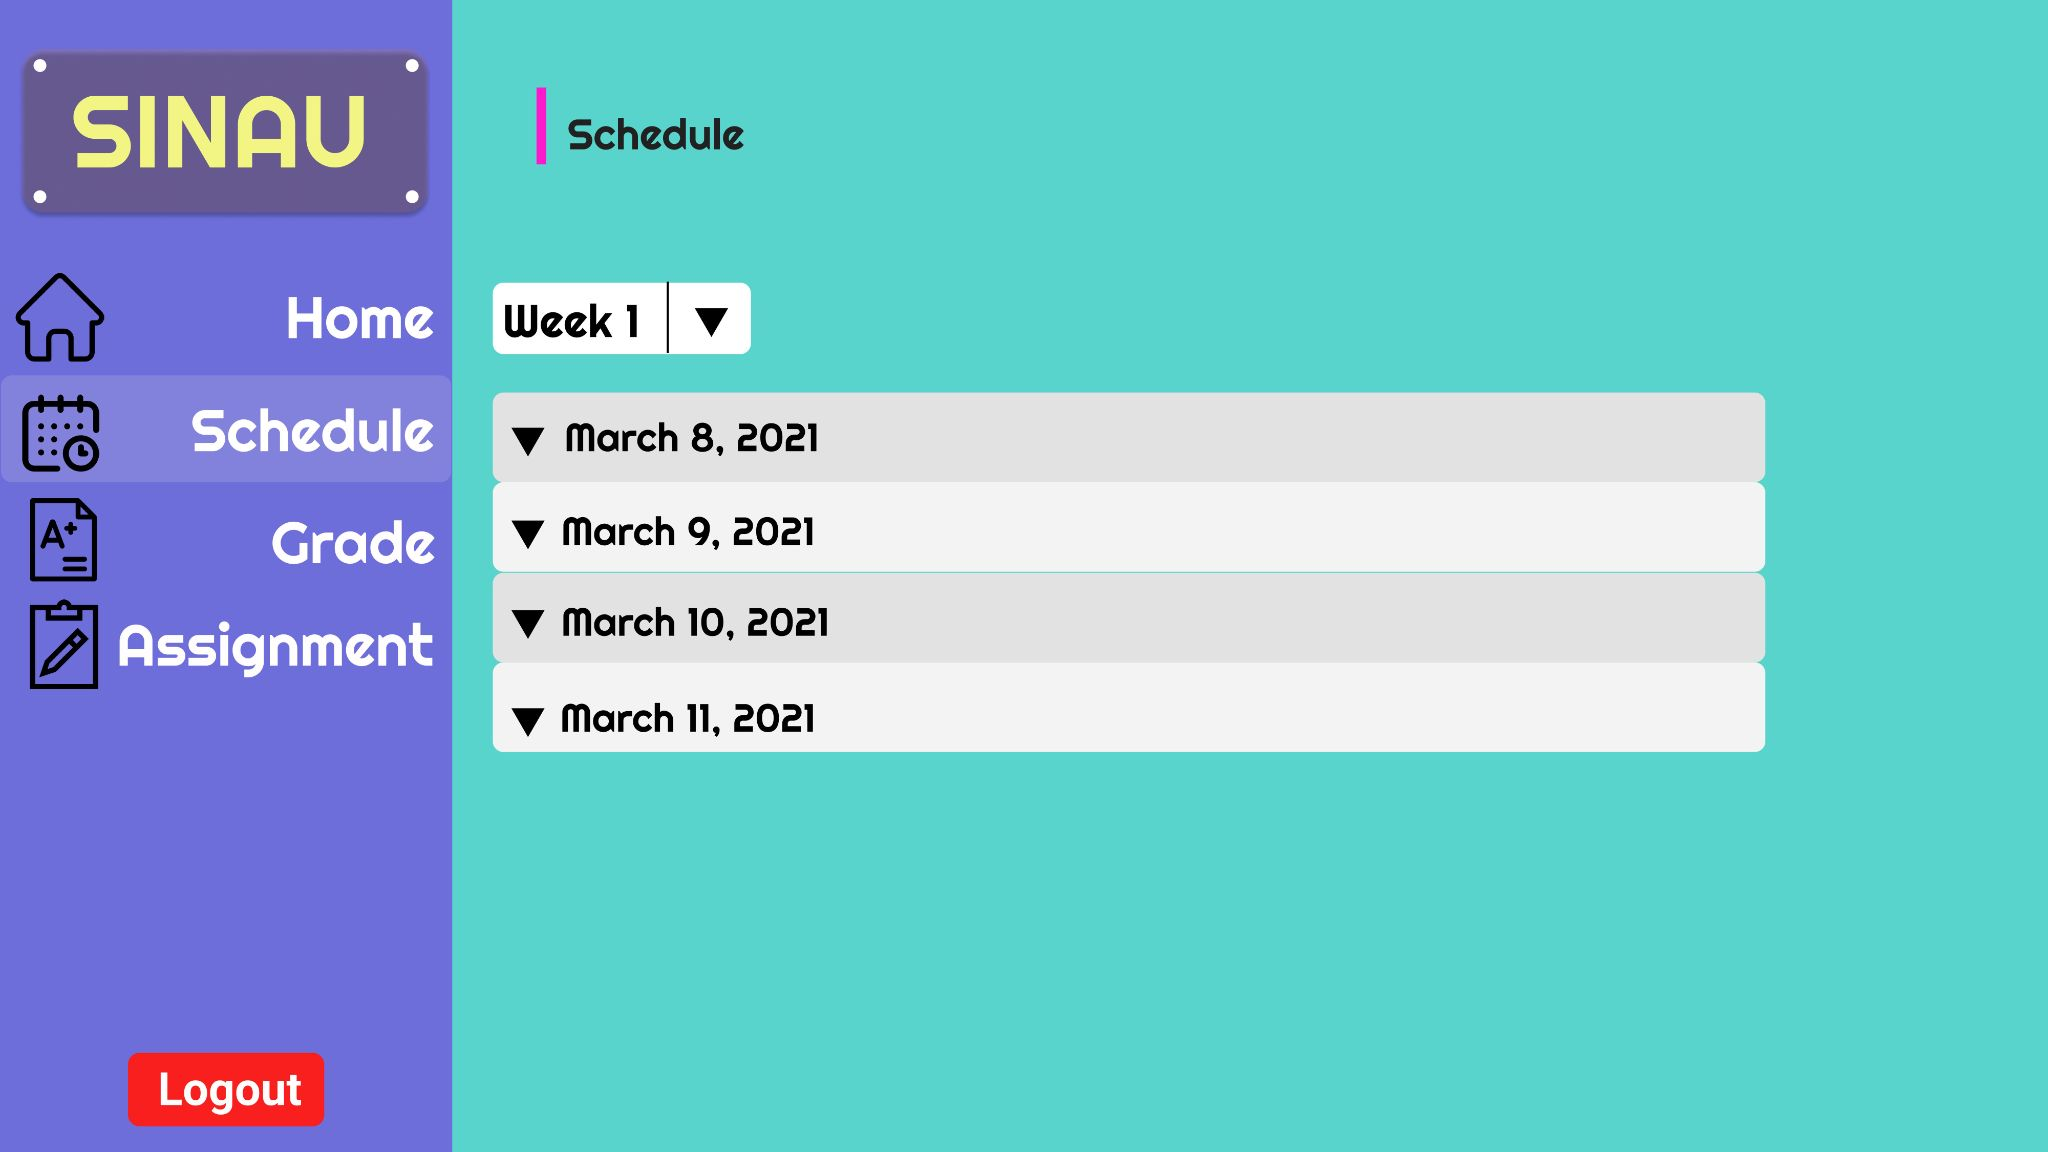 SINAU
Home
Schedule
Grade
A+
Assignment
Logout
Schedule
Week 1
March 8, 2021
March 9, 2021
March 10, 2021
March 11, 2021